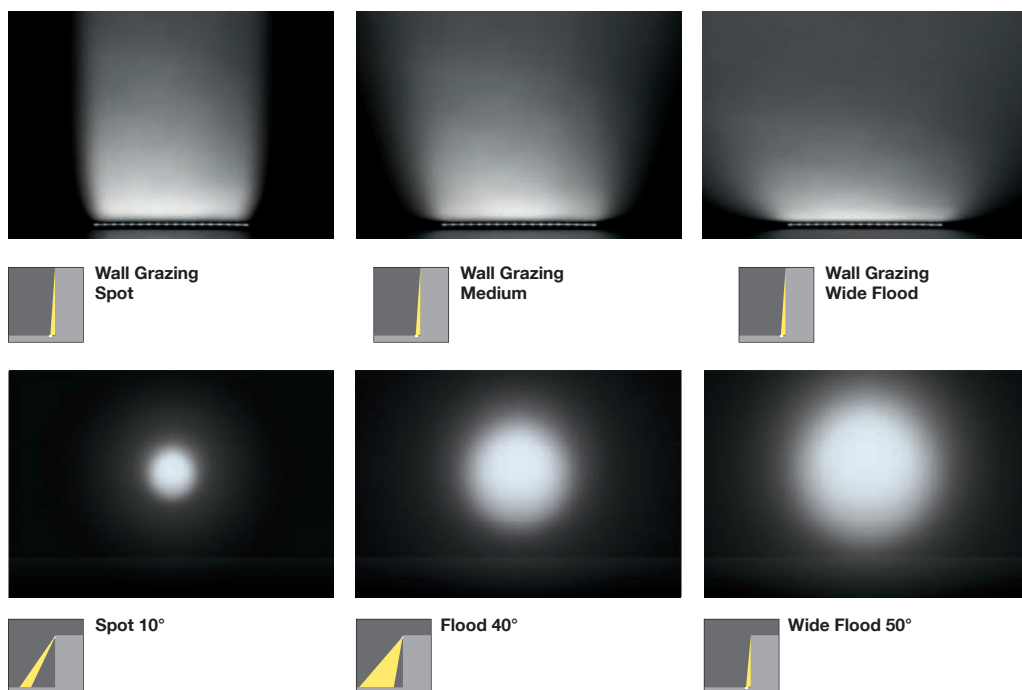 Wall Grazing
Spot
Wall Grazing
Medium
Wall Grazing
Wide Flood
Spot 10°
Flood 40°
Wide Flood 50°